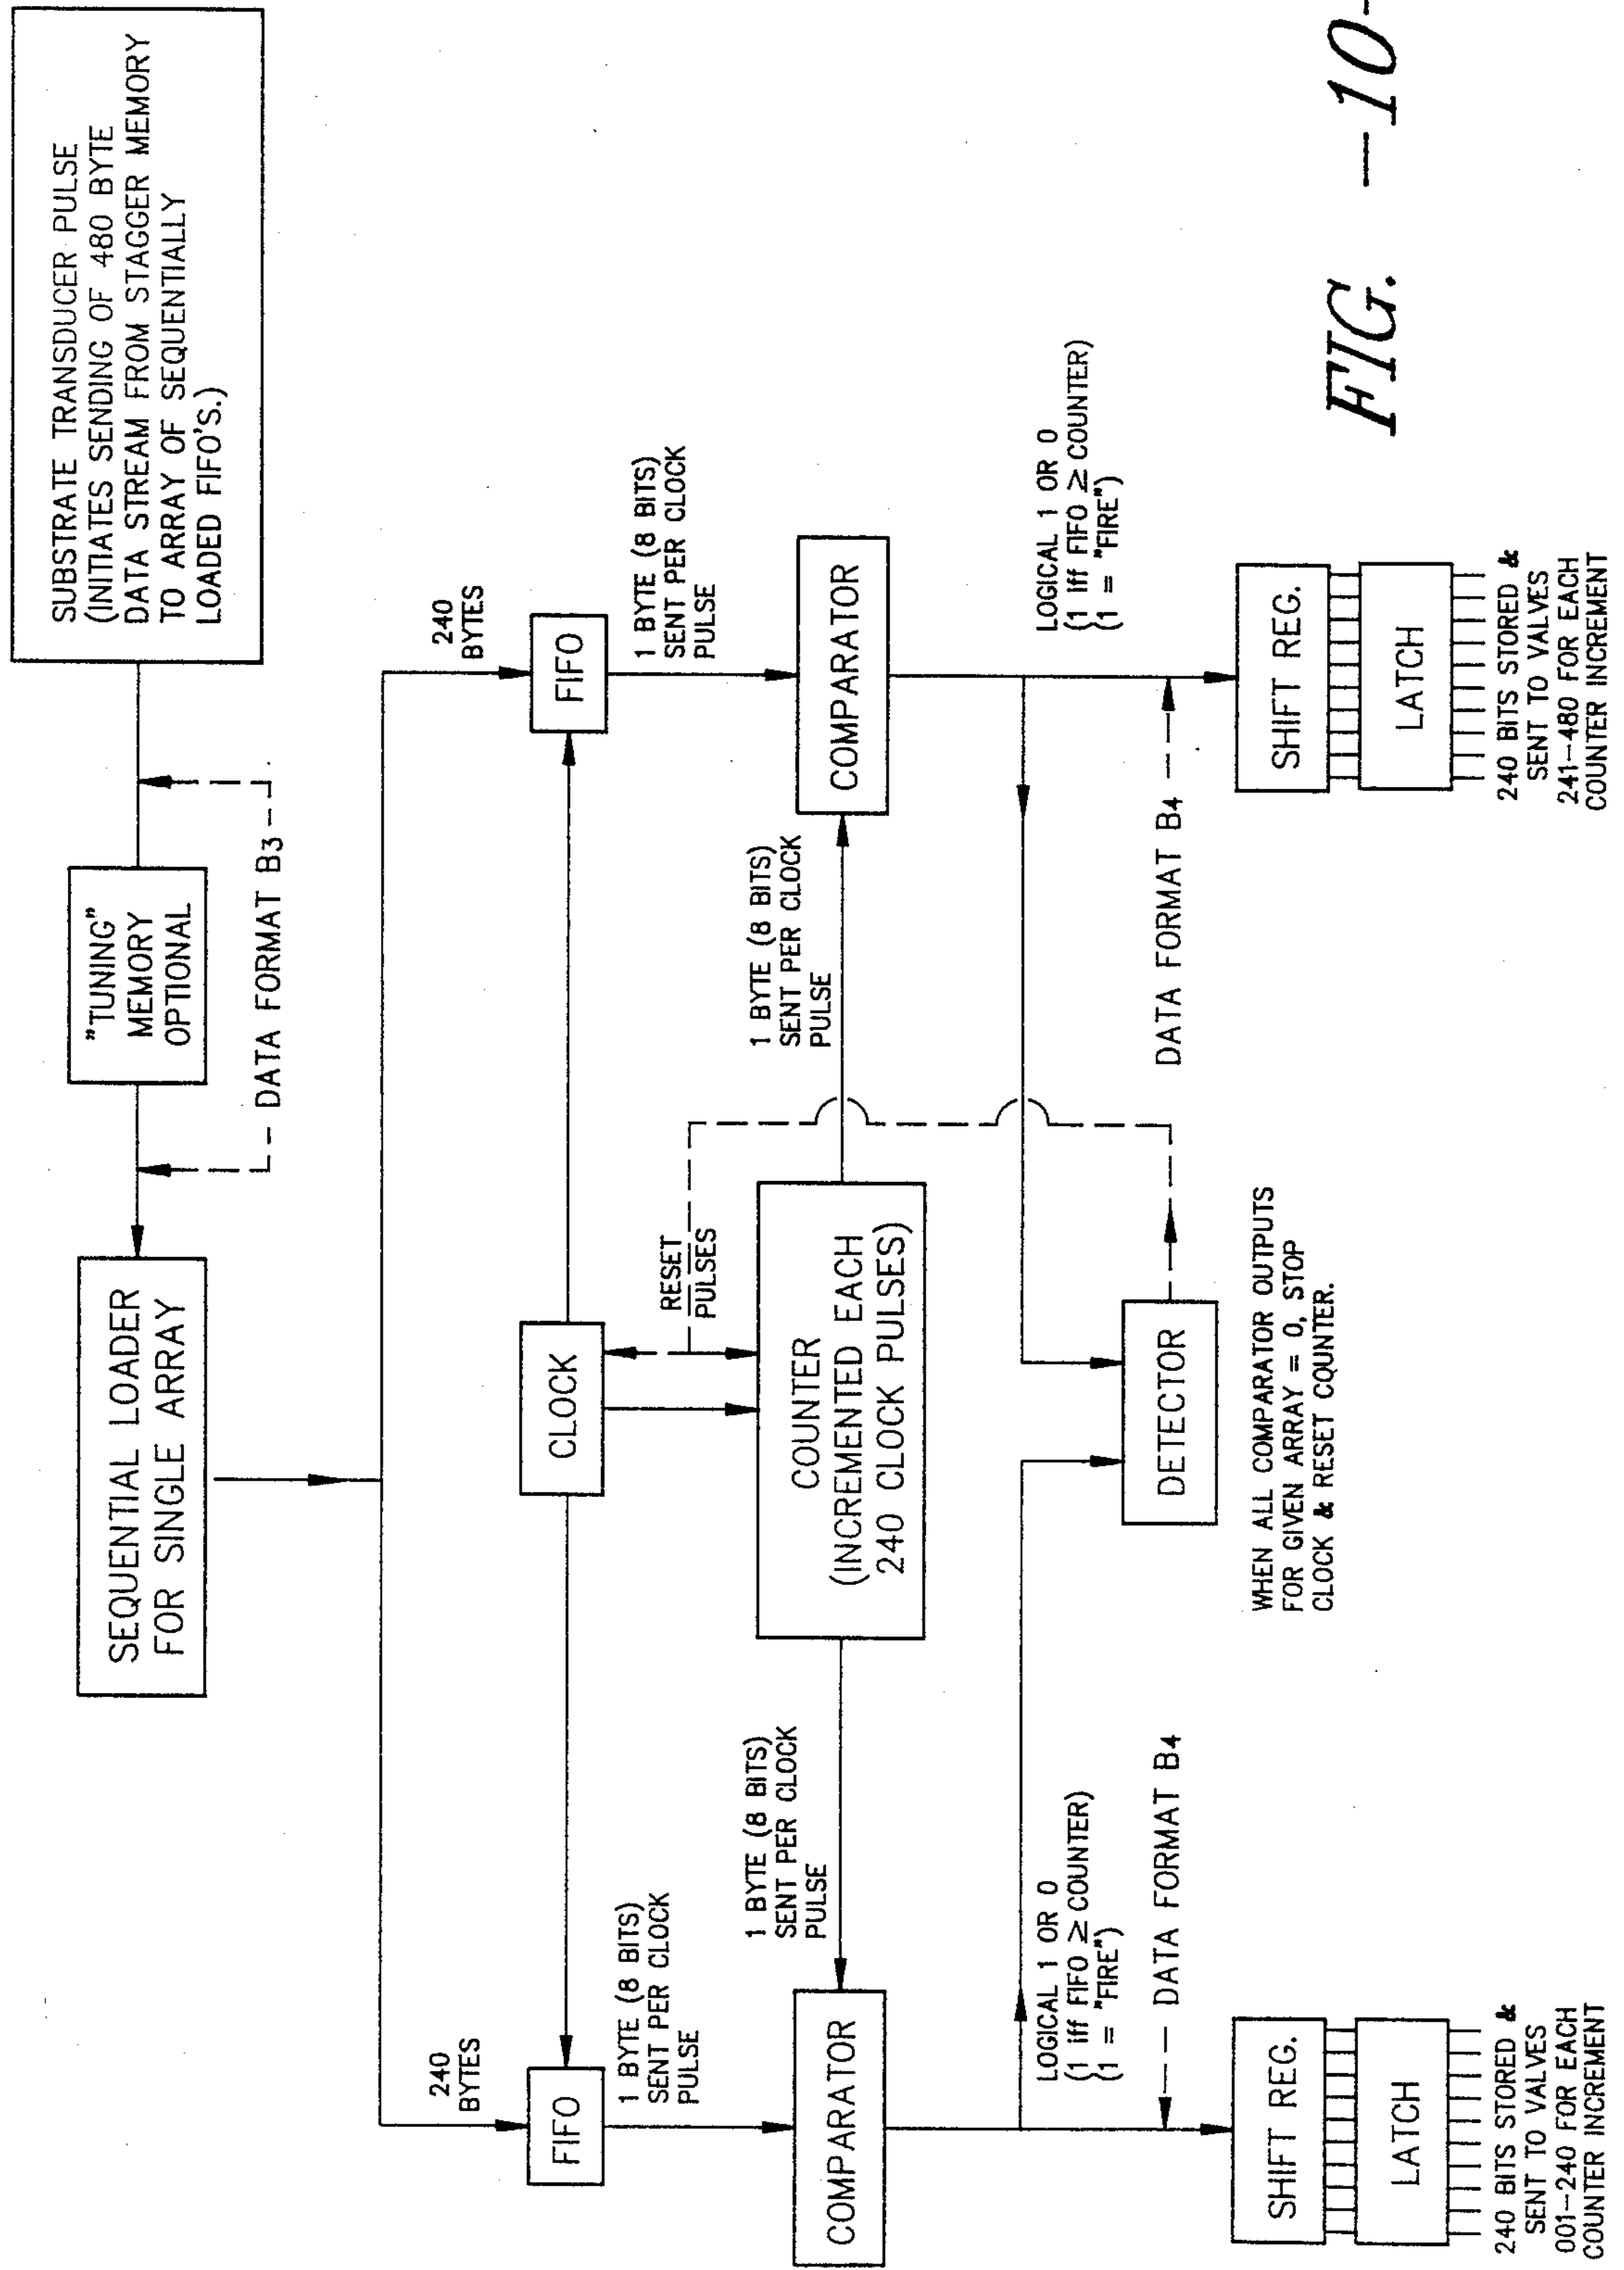 SUBSTRATE TRANSDUCER PULSE
(INITIATES SENDING OF 480 BYTE
DATA STREAM FROM STAGGER MEMORY
TO ARRAY OF SEQUENTIALLY
LOADED FIFO'S.)
"TUNING"
MEMORY
OPTIONAL
SEQUENTIAL LOADER
FOR SINGLE ARRAY
DATA FORMAT B3
240
BYTES
240
BYTES
FIFO
CLOCK
FIFO
1 BYTE (8 BITS)
SENT PER CLOCK
PULSE
1 BYTE (8 BITS)
SENT PER CLOCK
PULSE
RESET
PULSES
1 BYTE (8 BITS)
SENT PER CLOCK
PULSE
1 BYTE (8 BITS)
SENT PER CLOCK
PULSE
COMPARATOR
COUNTER
(INCREMENTED EACH
240 CLOCK PULSES)
COMPARATOR
LOGICAL 1 OR 0
(1 iff FIFO ≥ COUNTER)
(1 = "FIRE")
LOGICAL 1 OR 0
(1 iff FIFO ≥ COUNTER)
(1 = "FIRE")
DATA FORMAT B4
DETECTOR
DATA FORMAT B4
WHEN ALL COMPARATOR OUTPUTS
FOR GIVEN ARRAY = 0, STOP
CLOCK & RESET COUNTER.
SHIFT REG.
LATCH
240 BITS STORED &
SENT TO VALVES
001-240 FOR EACH
COUNTER INCREMENT
SHIFT REG.
LATCH
240 BITS STORED &
SENT TO VALVES
241-480 FOR EACH
COUNTER INCREMENT
FIG. -10-